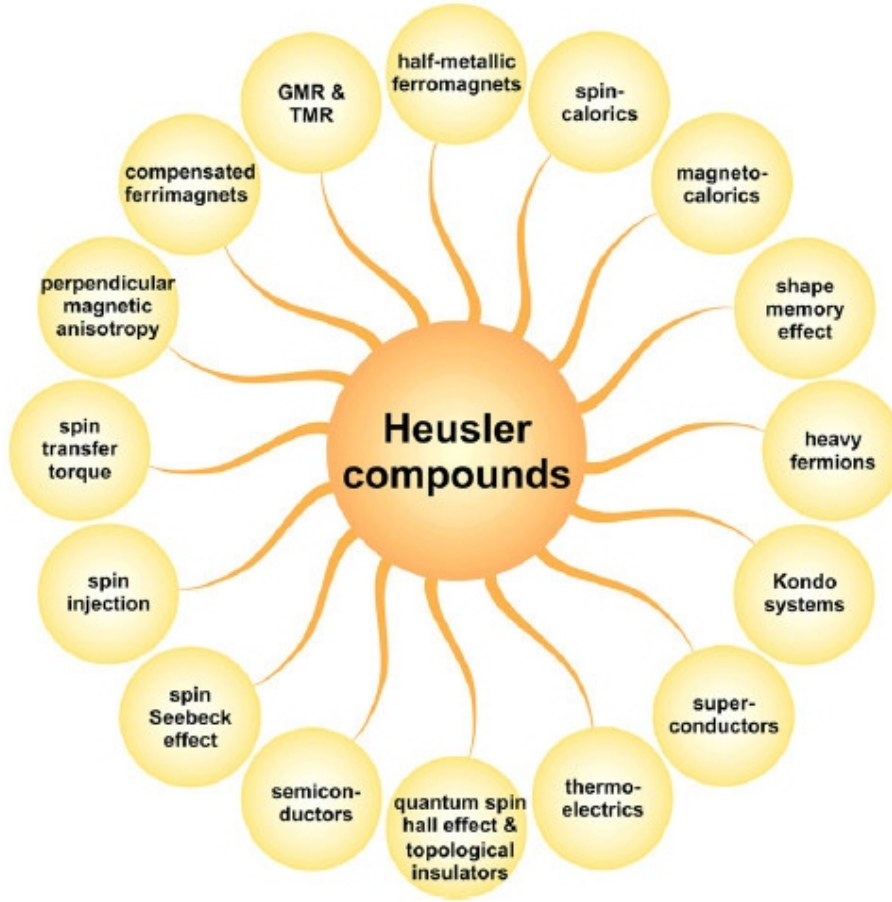 Heusler
compounds
half-metallic
ferromagnets
spin-
calorics
magneto-
calorics
shape
memory
effect
heavy
fermions
Kondo
systems
super-
conductors
thermo-
electrics
quantum spin
hall effect &
topological
insulators
semicon-
ductors
spin
Seebeck
effect
spin
injection
spin
transfer
torque
perpendicular
magnetic
anisotropy
compensated
ferrimagnets
GMR &
TMR